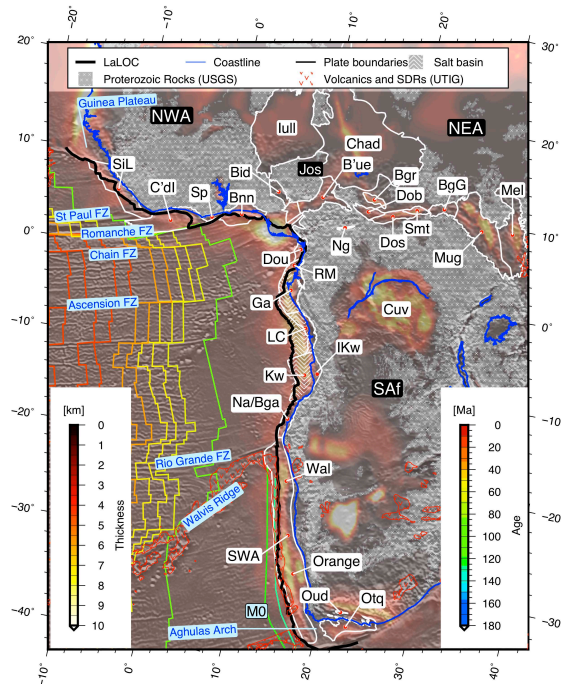 −20° −10° 0° 10° 20°
20° 30°
LaLOC Coastline Plate boundaries Salt basin
Proterozoic Rocks (USGS) Volcanics and SDRs (UTIG)
Guinea Plateau
NWA
Iull
Chad
NEA
10° 20°
SiL
C'dI
Sp
Bid
Bnn
Jos
B'ue
Bgr
Dob
BgG
Mel
St Paul FZ
Romanche FZ
0°
Ng
Dos
Smt
Mug
10°
Chain FZ
Dou
RM
Ascension FZ
Ga
Cuv
−10°
LC
IKw
0°
Kw
SAf
Na/Bga
−20°
−10°
[km]
[Ma]
0
1
2
3
4
5
6
7
8
9
10
Thickness
0
20
40
60
80
100
120
140
160
180
Age
Rio Grande FZ
Wal
Walvis Ridge
−30°
−20°
SWA
Orange
Oud
Otq
M0
−40°
−30°
Aghulas Arch
−10° 0° 10° 20° 30° 40°